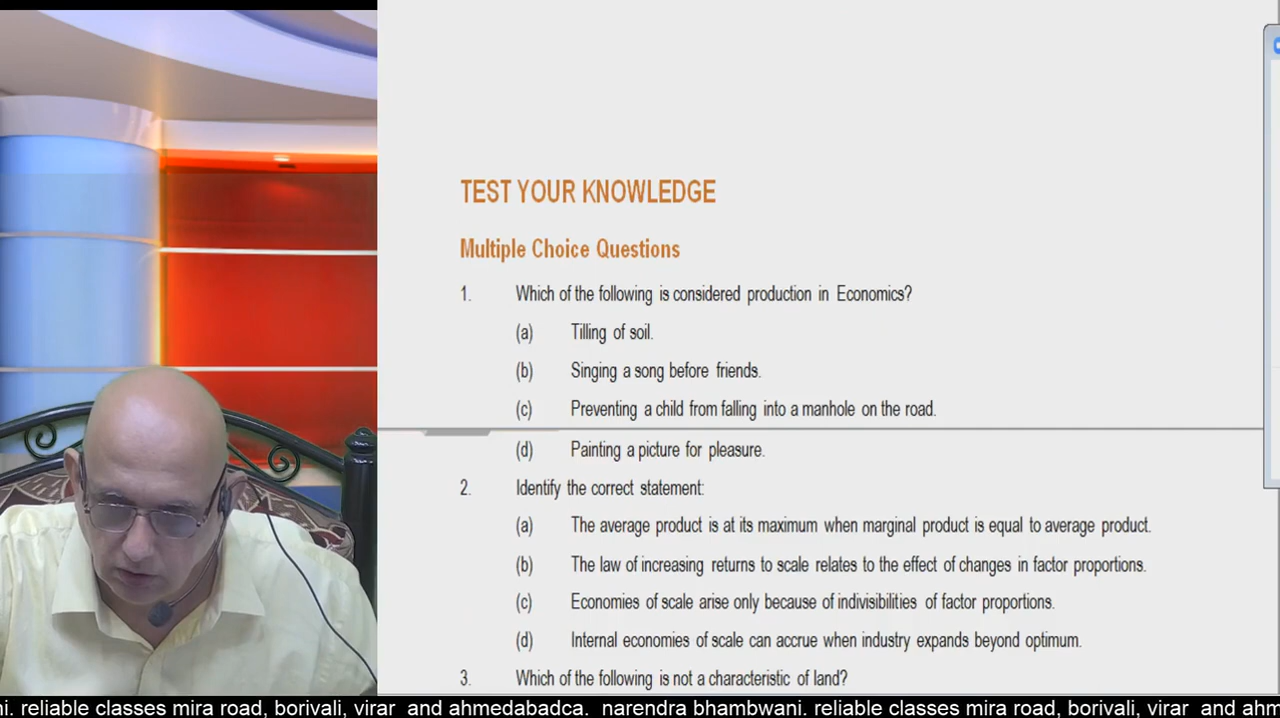 TEST YOUR KNOWLEDGE
Multiple Choice Questions
1. Which of the following is considered production in Economics?
(a) Tilling of soil.
(b) Singing a song before friends.
(c) Preventing a child from falling into a manhole on the road.
(d) Painting a picture for pleasure.
2. Identify the correct statement:
(a) The average product is at its maximum when marginal product is equal to average product.
(b) The law of increasing returns to scale relates to the effect of changes in factor proportions.
(c) Economies of scale arise only because of indivisibilities of factor proportions.
(d) Internal economies of scale can accrue when industry expands beyond optimum.
3. Which of the following is not a characteristic of land?
reliable classes mira road, borivali, virar and ahmedabadca. narendra bhambwani. reliable classes mira road, borivali, virar and